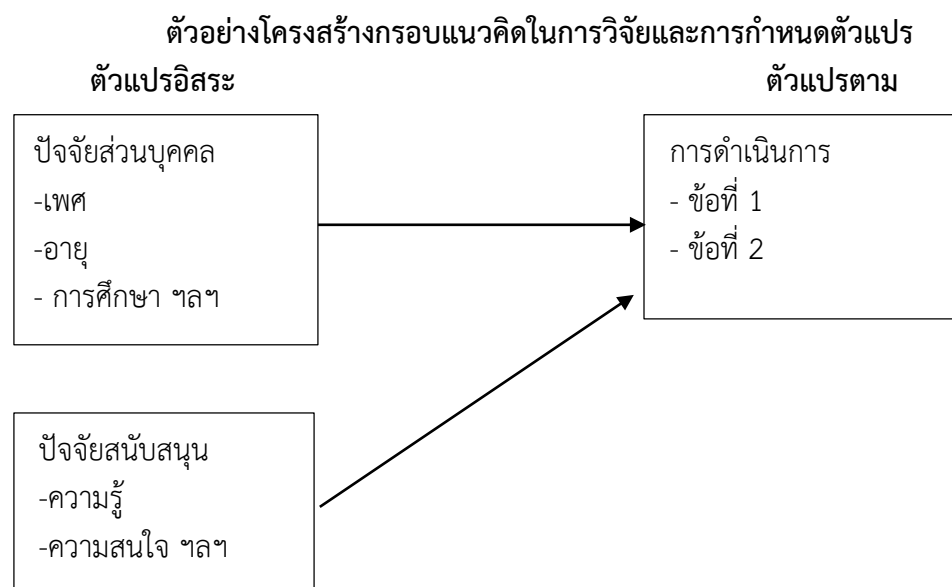 ตัวอย่างโครงสร้างกรอบแนวคิดในการวิจัยและการกำหนดตัวแปร
ตัวแปรอิสระ
ตัวแปรตาม
ปัจจัยส่วนบุคคล
-เพศ
-อายุ
- การศึกษา ฯลฯ
การดำเนินการ
- ข้อที่ 1
- ข้อที่ 2
ปัจจัยสนับสนุน
-ความรู้
-ความสนใจ ฯลฯ